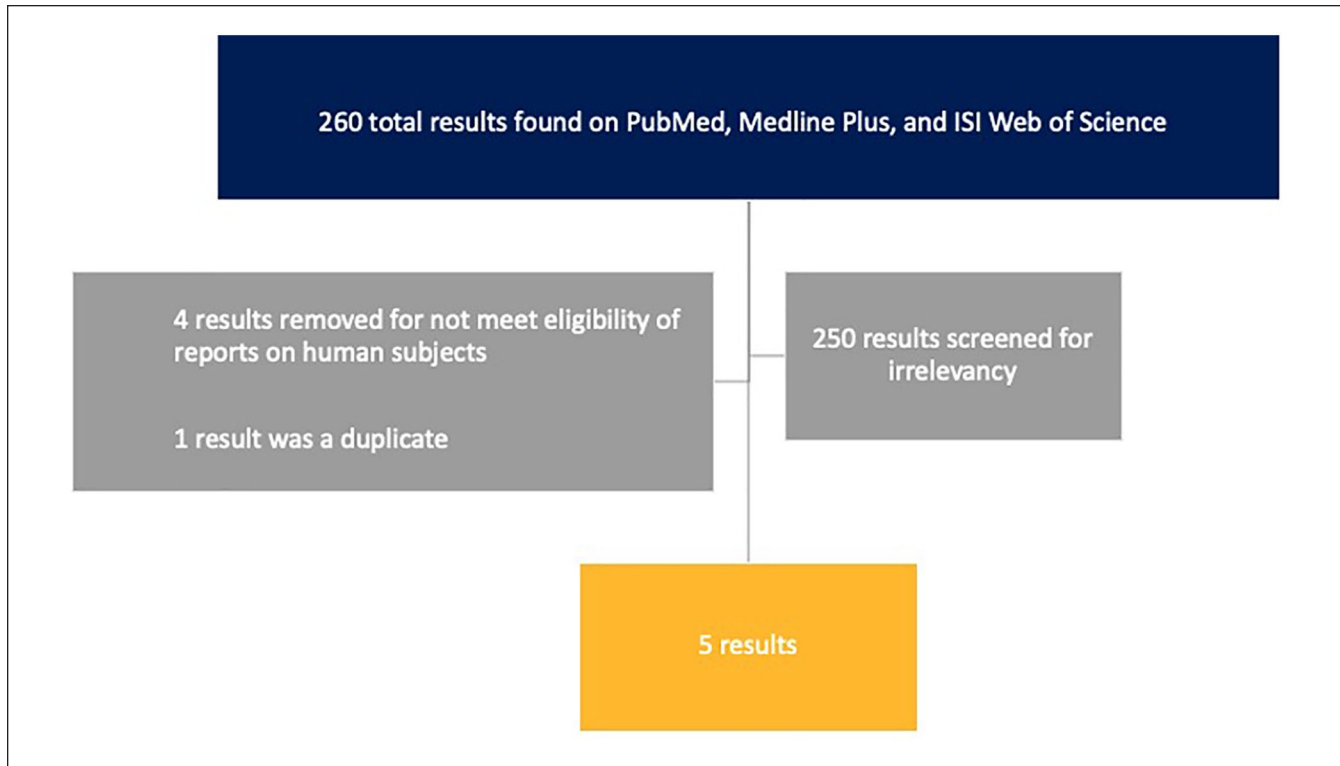 260 total results found on PubMed, Medline Plus, and ISI Web of Science
4 results removed for not meet eligibility of
reports on human subjects
1 result was a duplicate
250 results screened for
irrelevancy
5 results